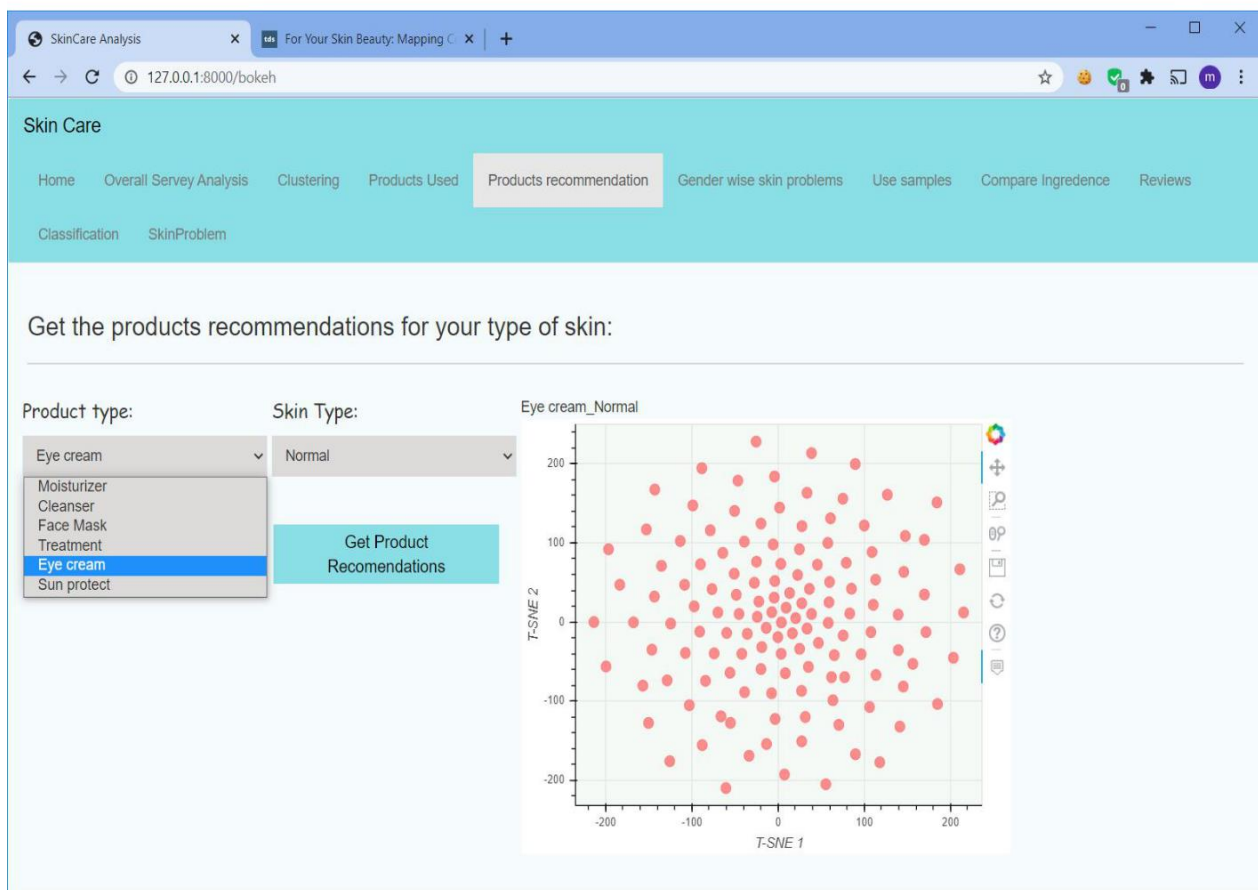 SkinCare Analysis
For Your Skin Beauty: Mapping C
127.0.0.1:8000/bokeh
0
m
Skin Care
Home Overall Servey Analysis Clustering Products Used Products recommendation Gender wise skin problems Use samples Compare Ingredence Reviews
Classification SkinProblem
Get the products recommendations for your type of skin:
Product type: Skin Type:
Eye cream Normal
Moisturizer
Cleanser
Face Mask
Treatment
Eye cream
Sun protect
Get Product
Recomendations
Eye cream_Normal
200
100
0
-100
-200
T-SNE 2
-200 -100 0 100 200
T-SNE 1